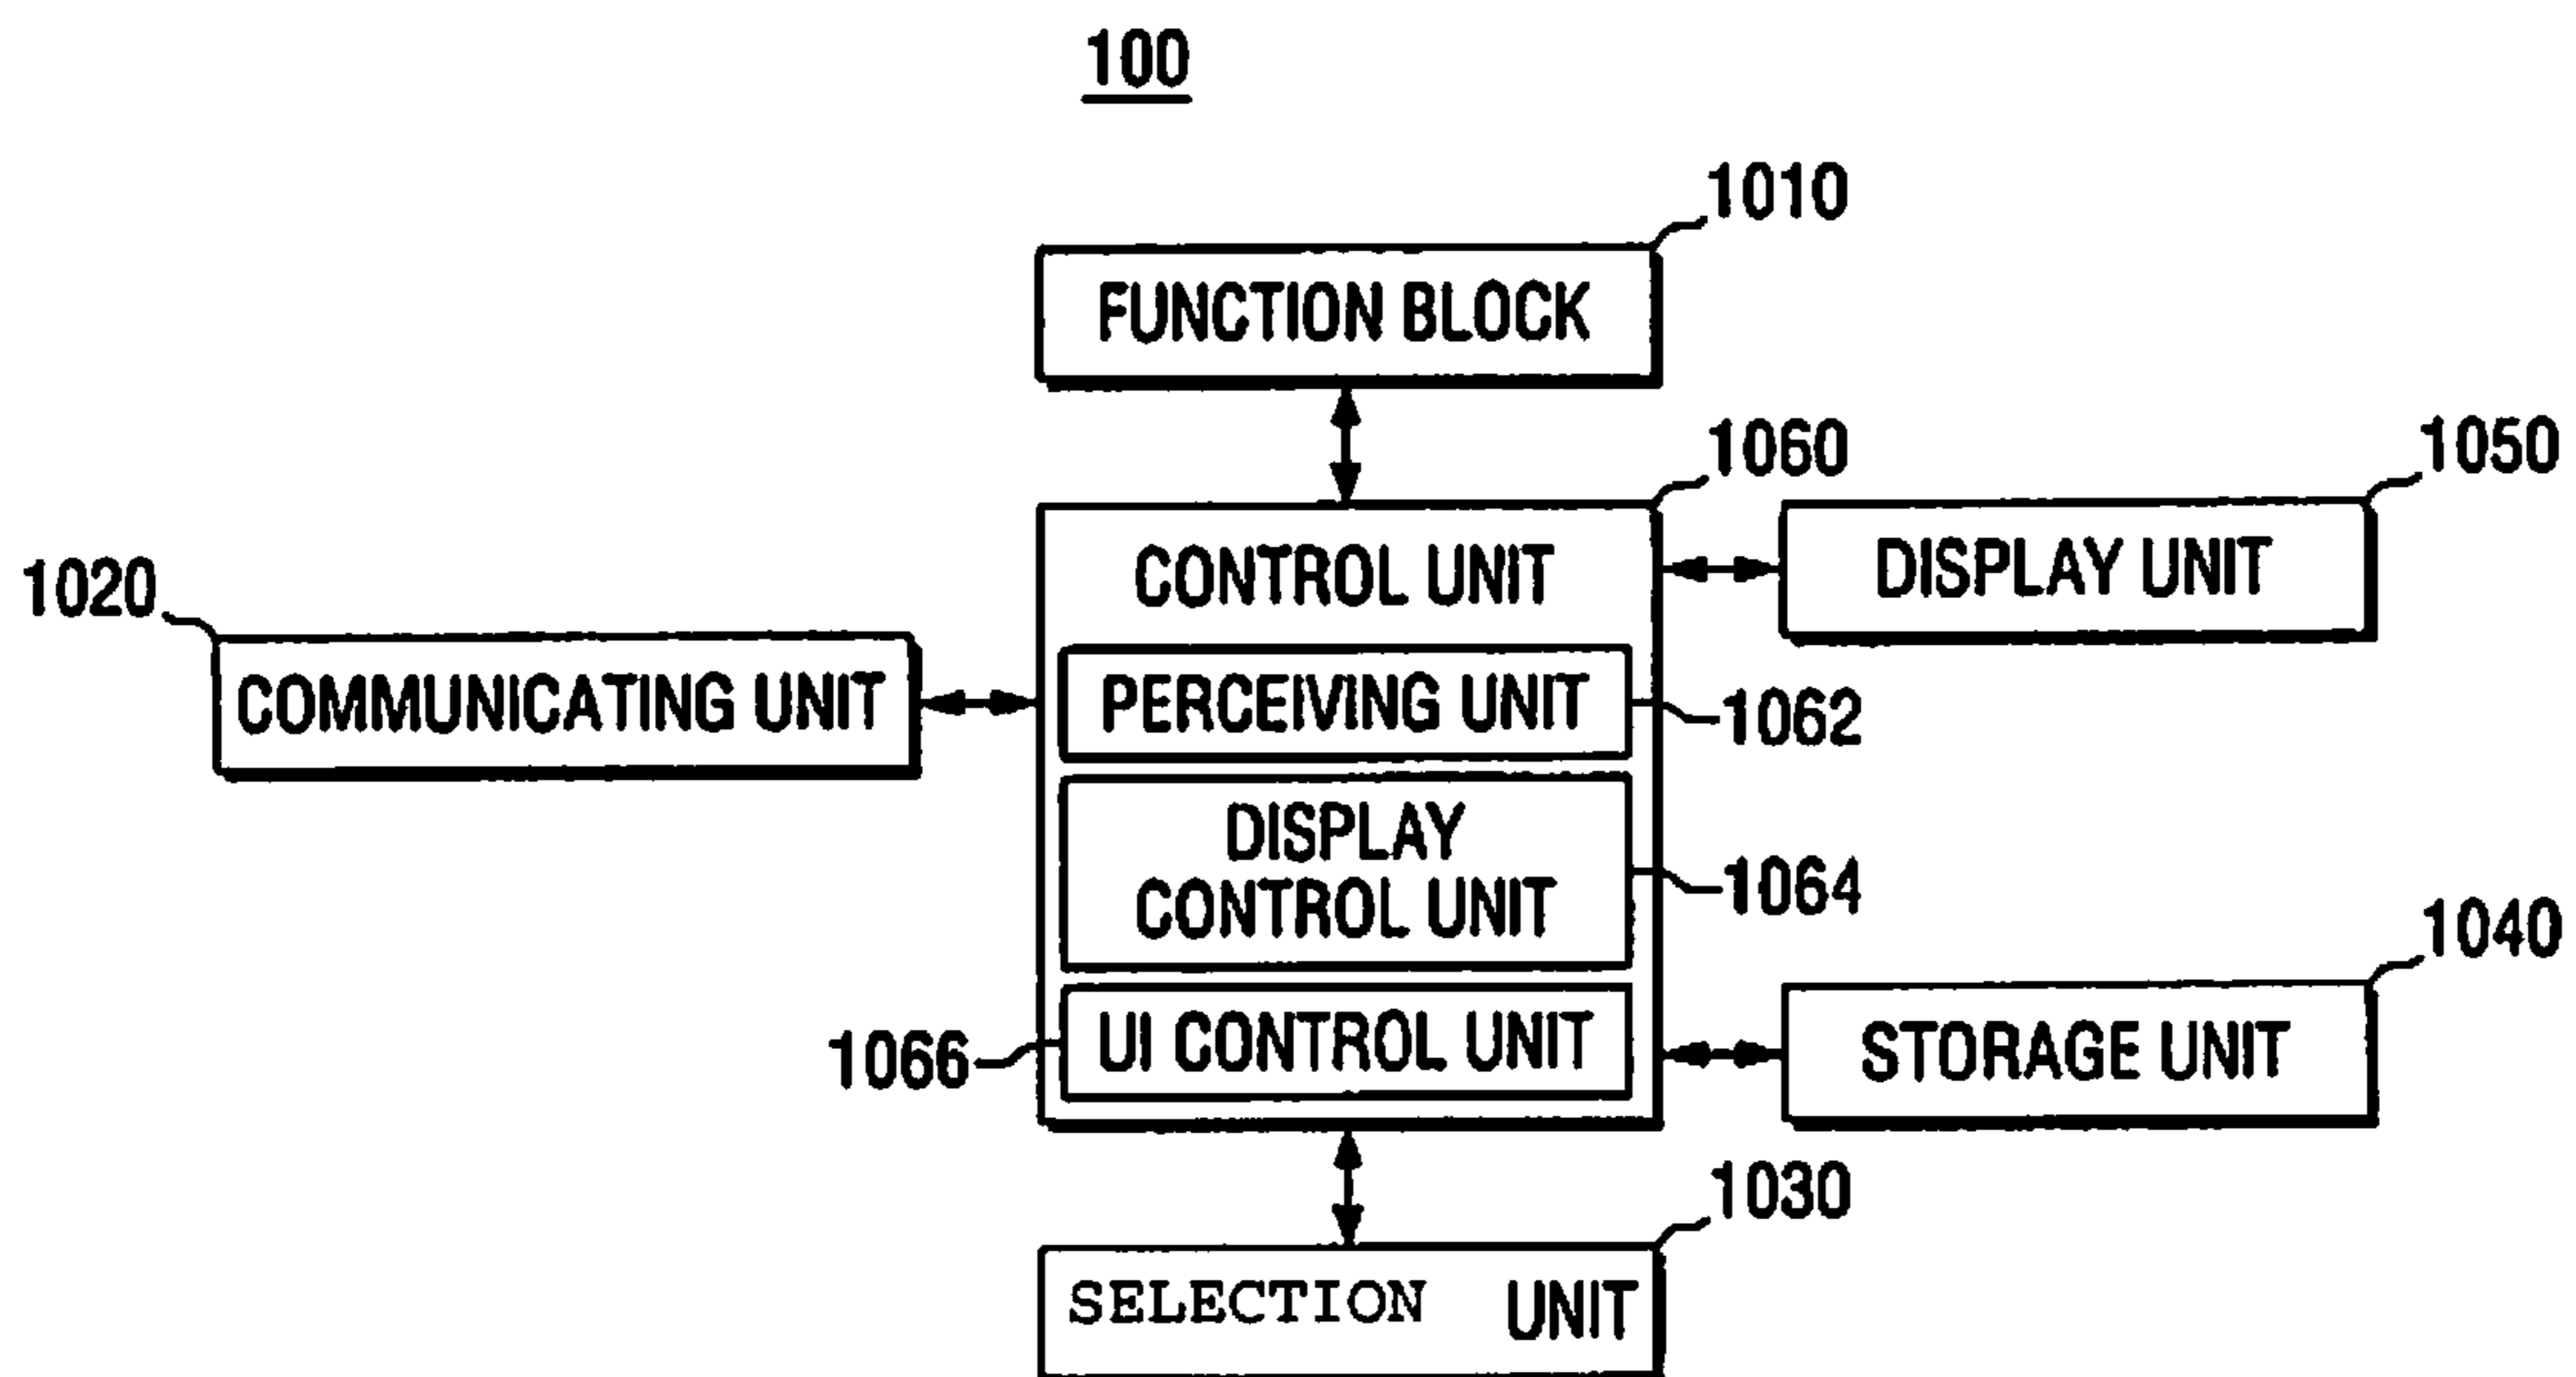 100
1010
FUNCTION BLOCK
1060
1050
CONTROL UNIT
DISPLAY UNIT
1020
COMMUNICATING UNIT
PERCEIVING UNIT
1062
DISPLAY
CONTROL UNIT
1064
1040
1066
UI CONTROL UNIT
STORAGE UNIT
1030
SELECTION UNIT